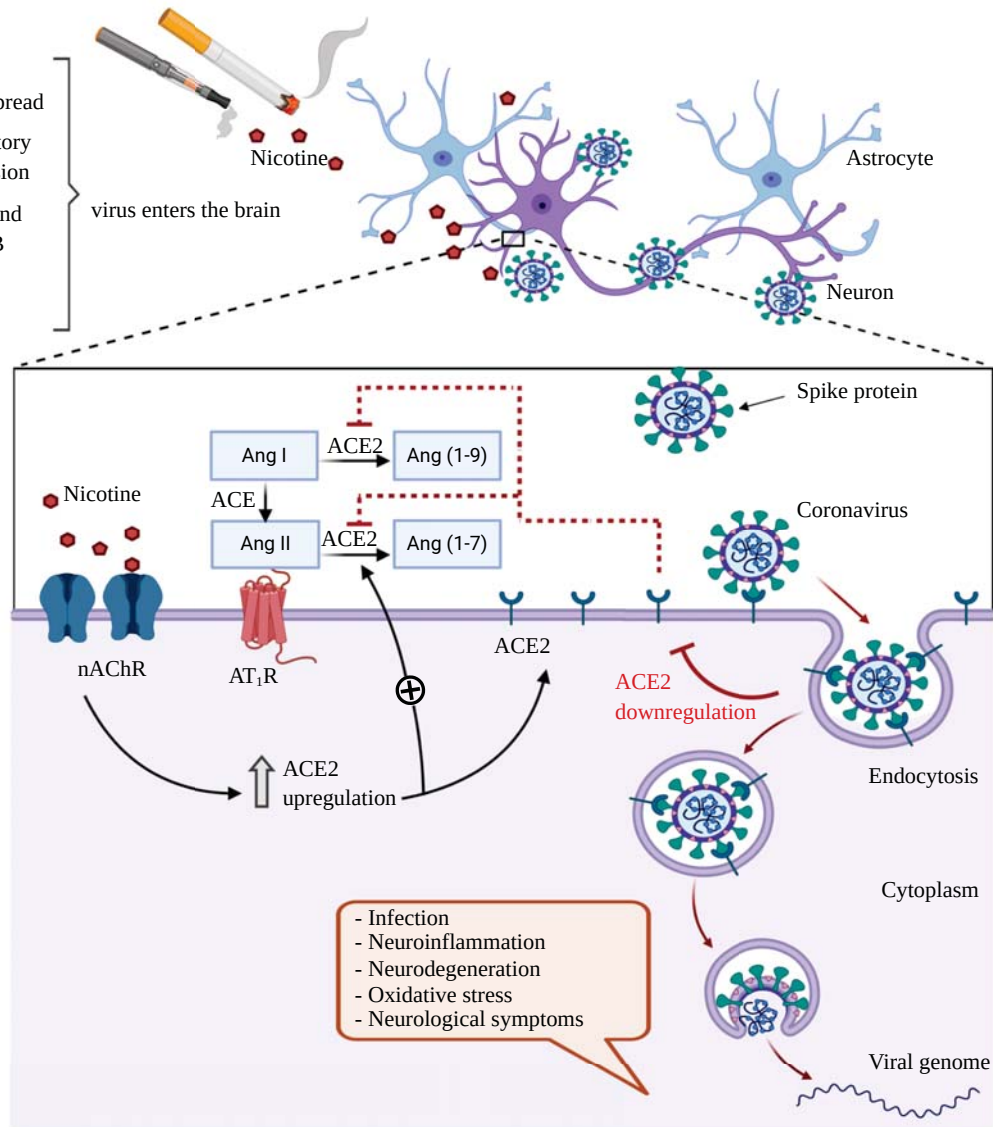 tory
and
virus enters the brain
Nicotine
Astrocyte
Neuron
Spike protein
Ang I
ACE2
Ang (1-9)
ACE
Nicotine
Ang II
ACE2
Ang (1-7)
Coronavirus
nAChR
AT₁R
ACE2
ACE2
downregulation
ACE2
upregulation
Endocytosis
Cytoplasm
- Infection
- Neuroinflammation
- Neurodegeneration
- Oxidative stress
- Neurological symptoms
Viral genome